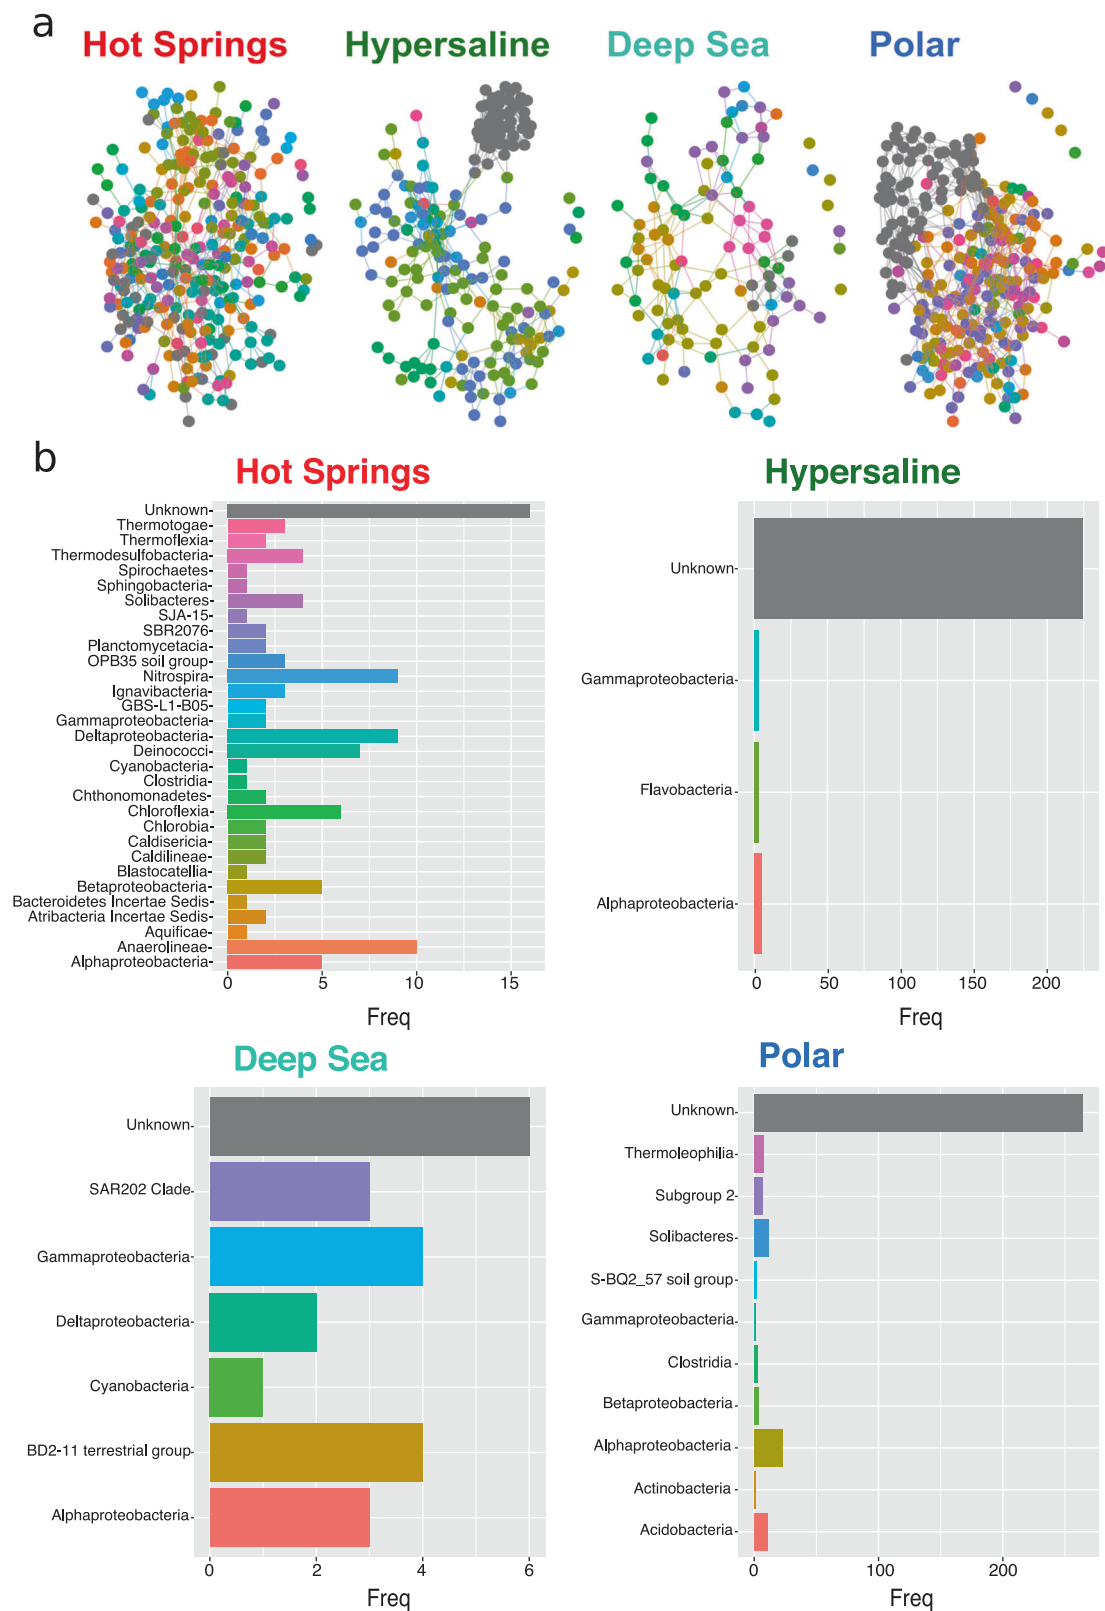 a
Hot Springs
Hypersaline
Deep Sea
Polar
b
Hot Springs
Unknown
Thermotogae
Thermoflexia
Thermodesulfobacteria
Spirochaetes
Sphingobacteria
Solibacteres
SJA-15
SBR2076
Planctomycetacia
OPB35 soil group
Nitrospira
Ignavibacteria
GBS-L1-B05
Gammaproteobacteria
Deltaproteobacteria
Deinococci
Cyanobacteria
Clostridia
Chthonomonadetes
Chloroflexia
Chlorobia
Caldisericia
Caldilineae
Blastocatellia
Betaproteobacteria
Bacteroidetes Incertae Sedis
Atribacteria Incertae Sedis
Aquificae
Anaerolineae
Alphaproteobacteria
0 5 10 15
Freq
Hypersaline
Unknown
Gammaproteobacteria
Flavobacteria
Alphaproteobacteria
0 50 100 150 200
Freq
Deep Sea
Unknown
SAR202 Clade
Gammaproteobacteria
Deltaproteobacteria
Cyanobacteria
BD2-11 terrestrial group
Alphaproteobacteria
0 2 4 6
Freq
Polar
Unknown
Thermoleophilia
Subgroup 2
Solibacteres
S-BQ2_57 soil group
Gammaproteobacteria
Clostridia
Betaproteobacteria
Alphaproteobacteria
Actinobacteria
Acidobacteria
0 100 200
Freq